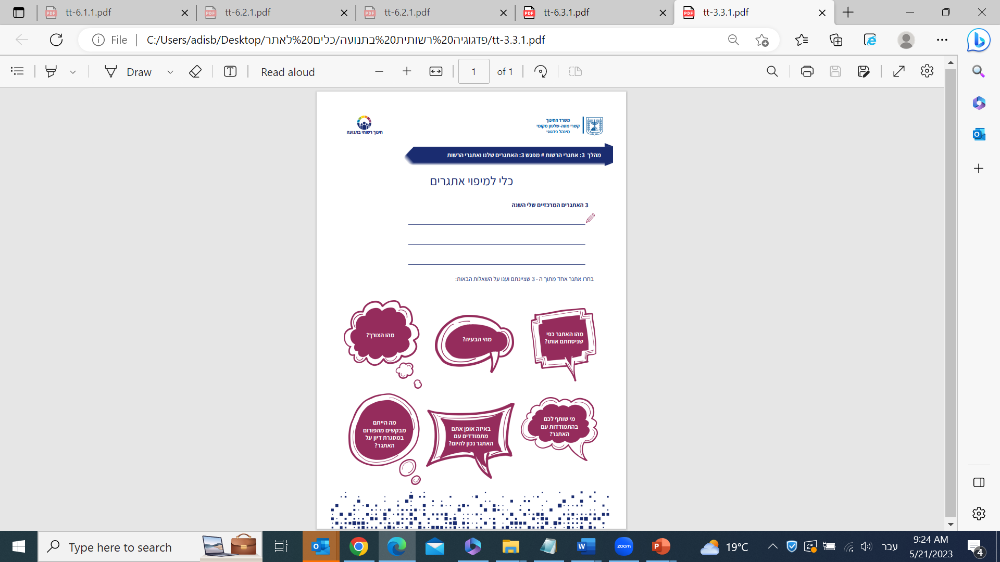 tt-6.1.1.pdf
tt-6.2.1.pdf
tt-6.2.1.pdf
tt-6.3.1.pdf
tt-3.3.1.pdf
File
C:/Users/adisb/Desktop/פדגוגיה%20רשותית%20בתנועה/כלים%20לאתר/tt-3.3.1.pdf
Draw
Read aloud
1
of 1
משרד החינוך
קשרי מטה-שלטון מקומי
מינהל פדגוגי
חינוך רשותי בתנועה
מהלך 3: אתגרי הרשות # מפגש 3: האתגרים שלנו ואתגרי הרשות
כלי למיפוי אתגרים
3 האתגרים המרכזיים שלי השנה
בחרו אתגר אחד מתוך ה - 3 שציינתם וענו על השאלות הבאות:
מהו האתגר כפי
שניסחתם אותו?
מהי הבעיה?
מהו הצורך?
מי שותף לכם
בהתמודדות עם
האתגר?
באיזה אופן אתם
מתמודדים עם
האתגר נכון להיום?
מה הייתם
מבקשים מהפורום
במסגרת דיון על
האתגר?
Type here to search
zoom
19°C
עבר
9:24 AM
5/21/2023
4